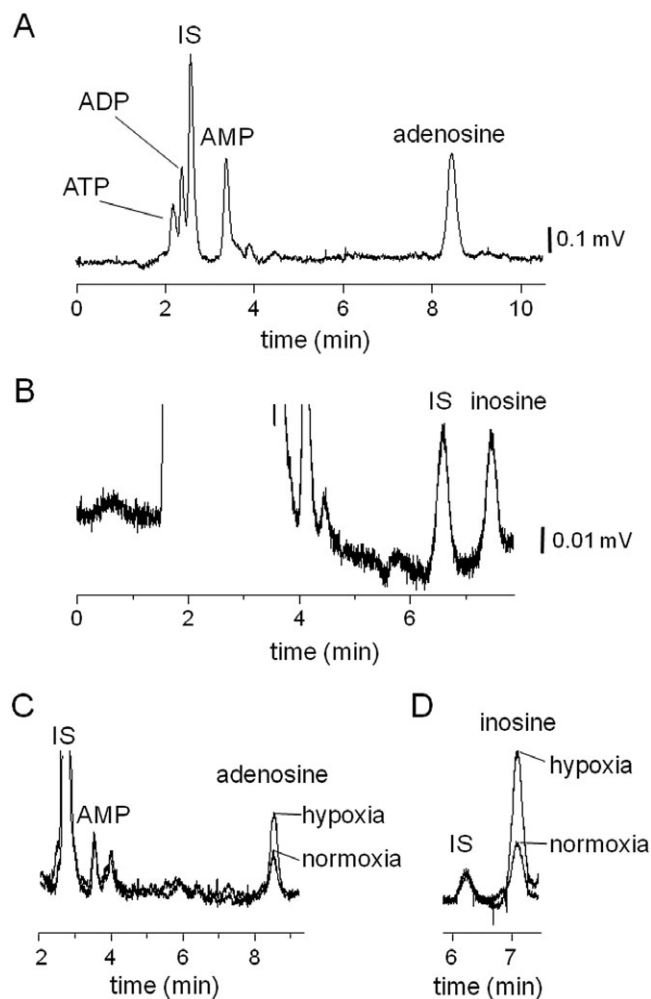 A
IS
ADP
AMP
adenosine
ATP
0.1 mV
0 2 4 6 8 10
time (min)
B
IS inosine
0.01 mV
0 2 4 6
time (min)
C
IS
adenosine
AMP
hypoxia
normoxia
2 4 6 8
time (min)
D
inosine
hypoxia
IS
normoxia
6 7
time (min)